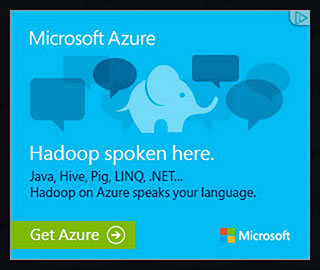 Microsoft Azure
Hadoop spoken here.
Java, Hive, Pig, LINQ, .NET...
Hadoop on Azure speaks your language.
Get Azure
Microsoft